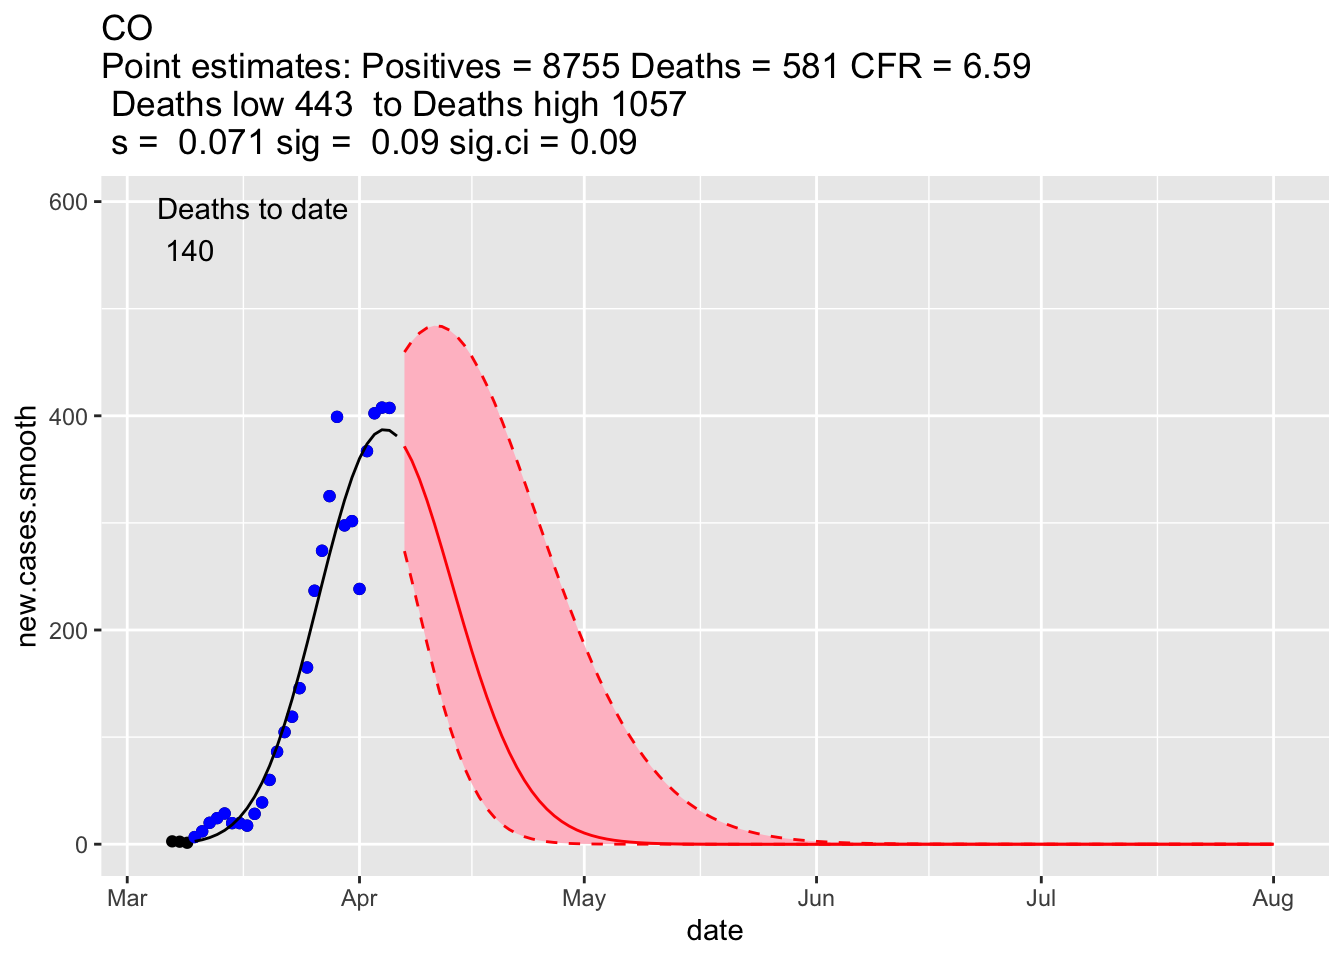 CO
Point estimates: Positives = 8755 Deaths = 581 CFR = 6.59
Deaths low 443  to Deaths high 1057
s =  0.071 sig =  0.09 sig.ci = 0.09
Deaths to date
140
600
400
200
0
new.cases.smooth
Mar Apr May Jun Jul Aug
date